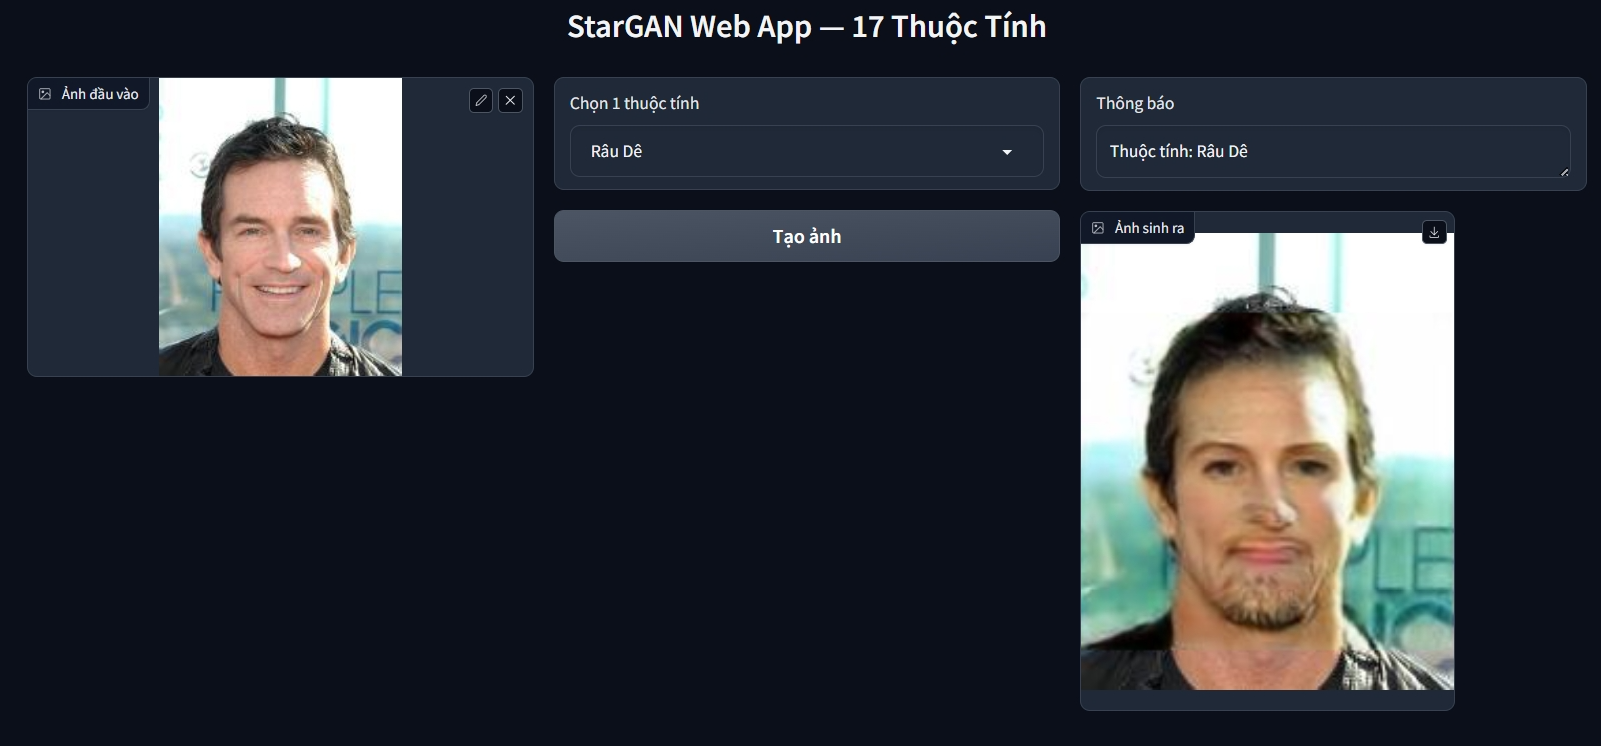 StarGAN Web App — 17 Thuộc Tính
Ảnh đầu vào
Chọn 1 thuộc tính
Râu Dê
Tạo ảnh
Thông báo
Thuộc tính: Râu Dê
Ảnh sinh ra